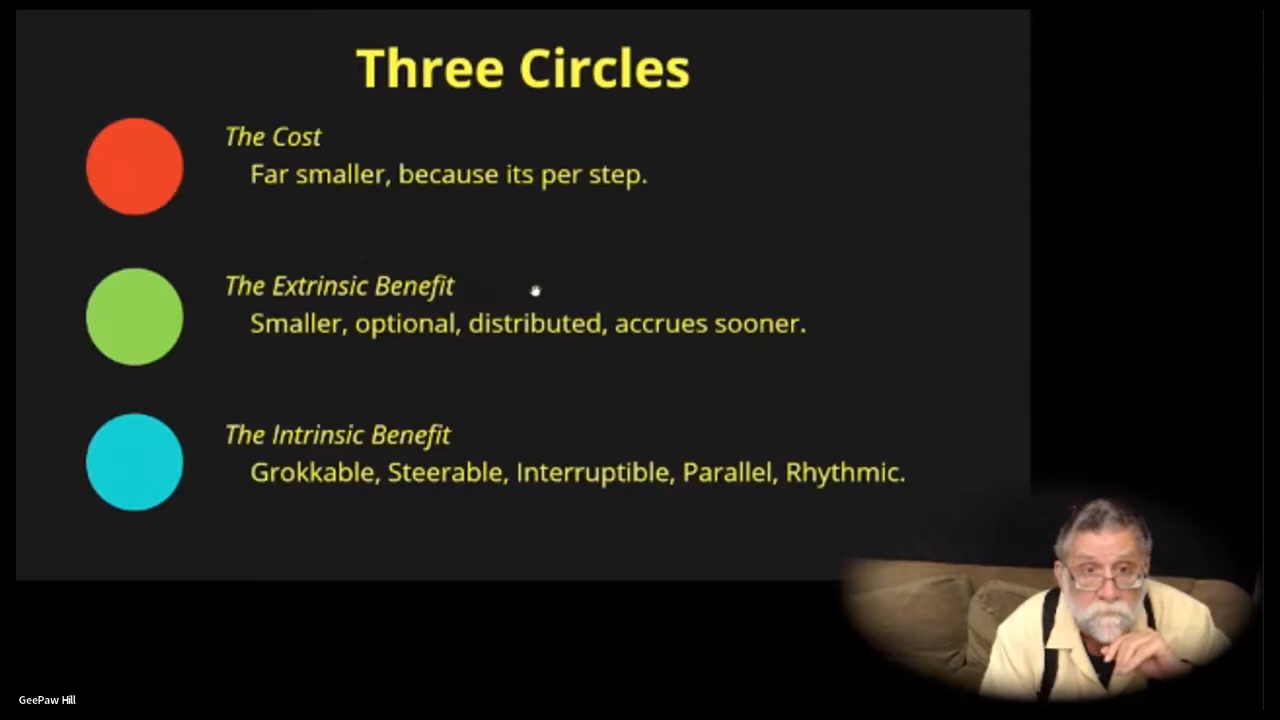 Three Circles
The Cost
Far smaller, because its per step.
The Extrinsic Benefit
Smaller, optional, distributed, accrues sooner.
The Intrinsic Benefit
Grokkable, Steerable, Interruptible, Parallel, Rhythmic.
GeePaw Hill